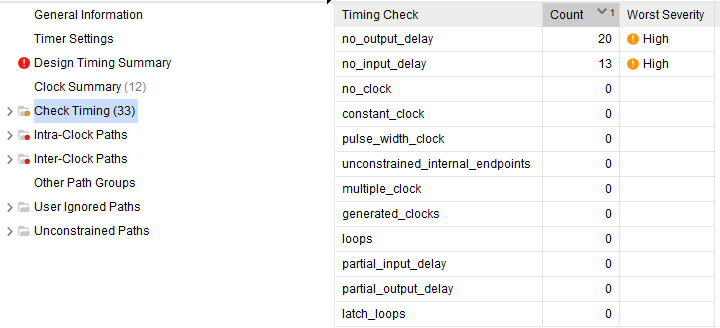 General Information
Timer Settings
Design Timing Summary
Clock Summary (12)
Check Timing (33)
Intra-Clock Paths
Inter-Clock Paths
Other Path Groups
User Ignored Paths
Unconstrained Paths
Timing Check Count 1 Worst Severity
no_output_delay 20 High
no_input_delay 13 High
no_clock 0
constant_clock 0
pulse_width_clock 0
unconstrained_internal_endpoints 0
multiple_clock 0
generated_clocks 0
loops 0
partial_input_delay 0
partial_output_delay 0
latch_loops 0